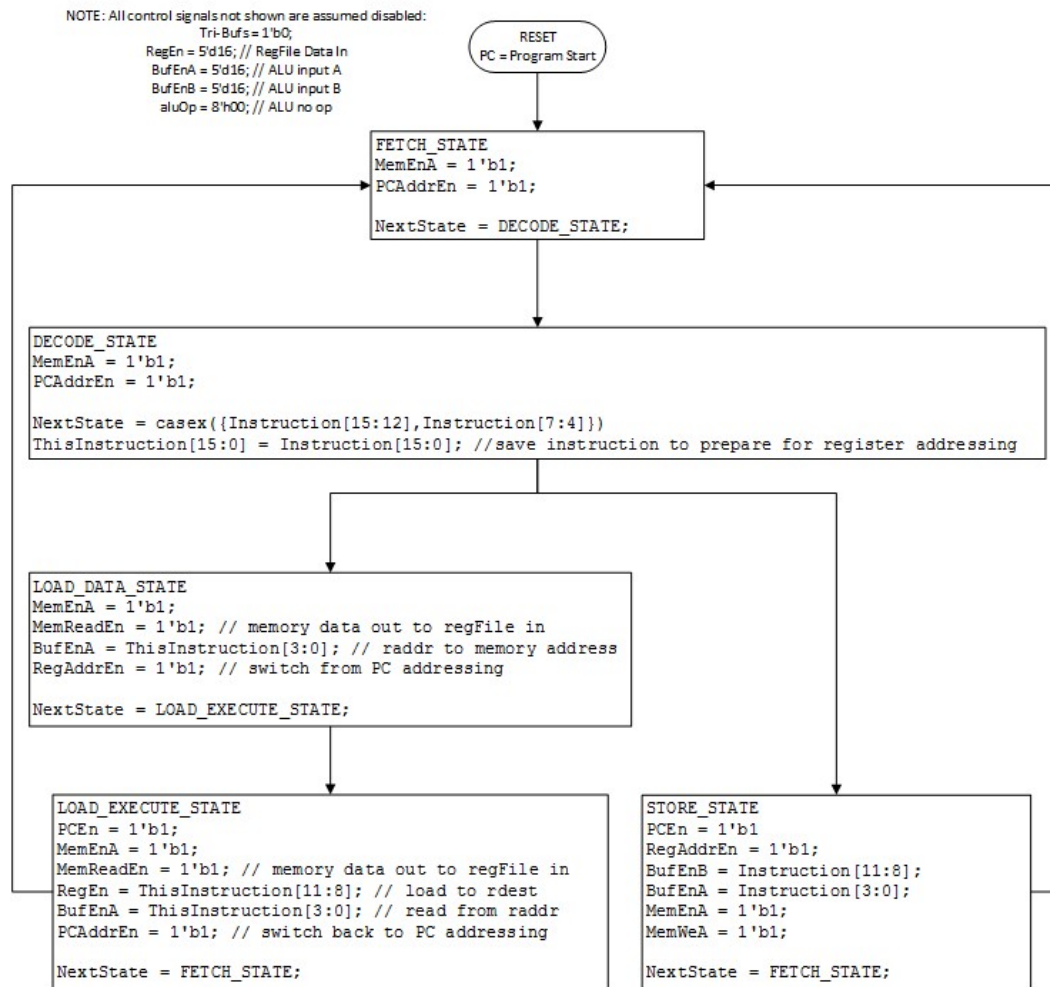 NOTE: All control signals not shown are assumed disabled:
Tri-Bufs = 1'b0;
RegEn = 5'd16; // RegFile Data In
BufEnA = 5'd16; // ALU input A
BufEnB = 5'd16; // ALU input B
aluOp = 8'h00; // ALU no op
RESET
PC = Program Start
FETCH_STATE
MemEnA = 1'b1;
PCAddrEn = 1'b1;
NextState = DECODE_STATE;
DECODE_STATE
MemEnA = 1'b1;
PCAddrEn = 1'b1;
NextState = casex({Instruction[15:12],Instruction[7:4]})
ThisInstruction[15:0] = Instruction[15:0]; //save instruction to prepare for register addressing
LOAD_DATA_STATE
MemEnA = 1'b1;
MemReadEn = 1'b1; // memory data out to regFile in
BufEnA = ThisInstruction[3:0]; // raddr to memory address
RegAddrEn = 1'b1; // switch from PC addressing
NextState = LOAD_EXECUTE_STATE;
LOAD_EXECUTE_STATE
PCEn = 1'b1;
MemEnA = 1'b1;
MemReadEn = 1'b1; // memory data out to regFile in
RegEn = ThisInstruction[11:8]; // load to rdest
BufEnA = ThisInstruction[3:0]; // read from raddr
PCAddrEn = 1'b1; // switch back to PC addressing
NextState = FETCH_STATE;
STORE_STATE
PCEn = 1'b1
RegAddrEn = 1'b1;
BufEnB = Instruction[11:8];
BufEnA = Instruction[3:0];
MemEnA = 1'b1;
MemWeA = 1'b1;
NextState = FETCH_STATE;